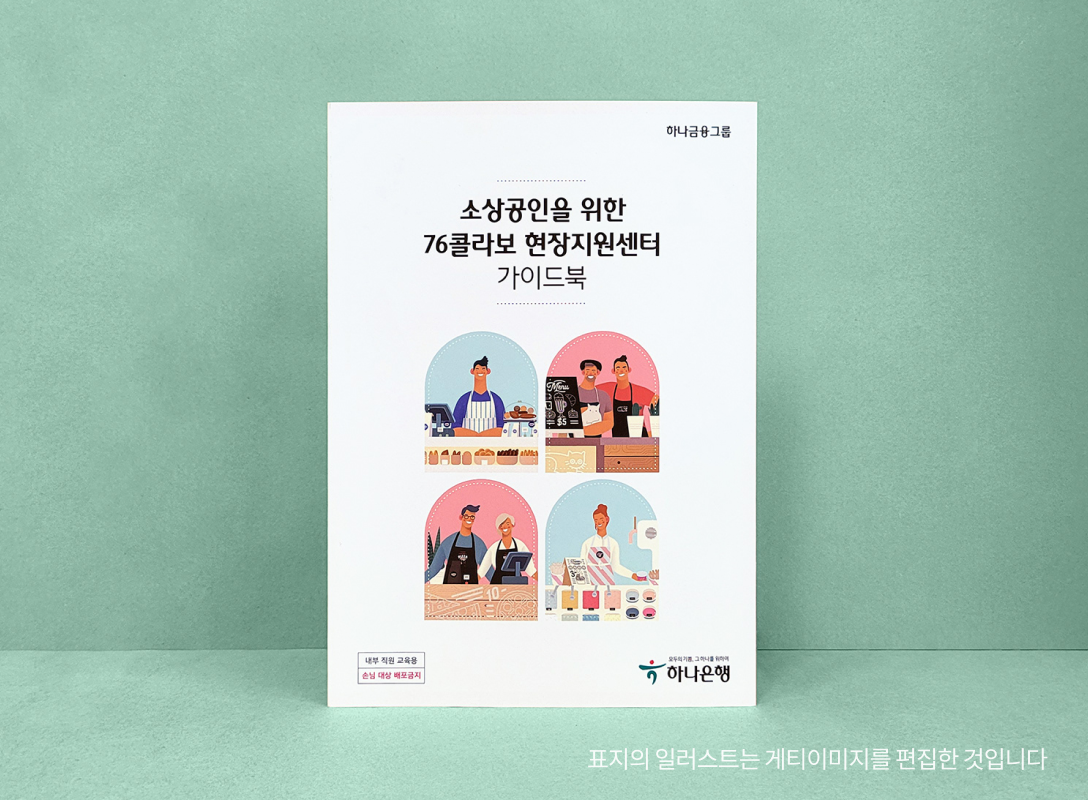 하나금융그룹
소상공인을 위한
76콜라보 현장지원센터
가이드북
Menu
$5
10
내부 직원 교육용
손님 대상 배포금지
모두의 기쁨, 그 하나를 위하여
하나은행
표지의 일러스트는 게티이미지를 편집한 것입니다